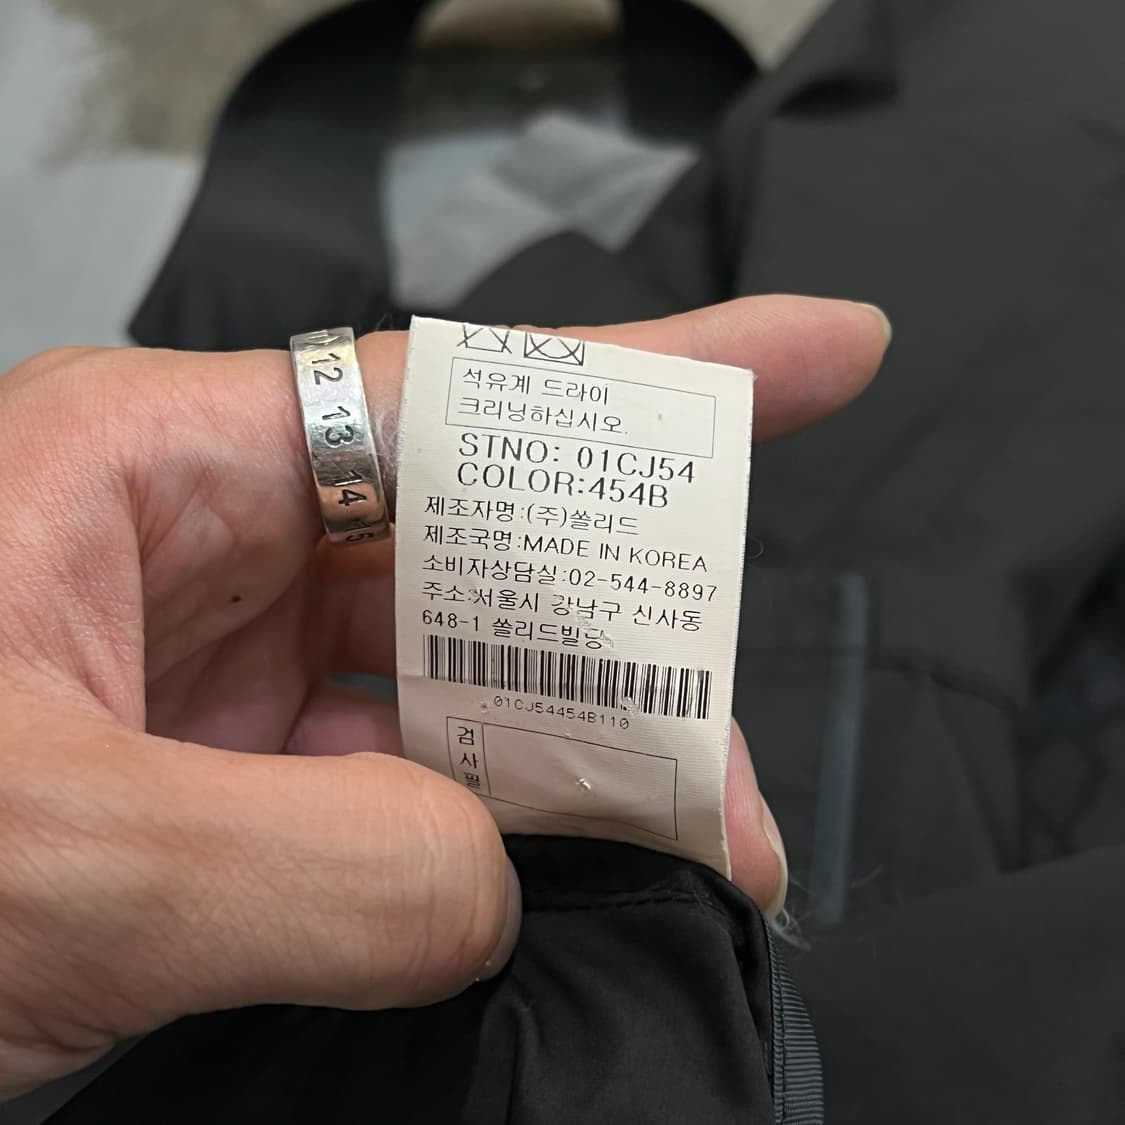 석유계 드라이
크리닝하십시오.
STNO: 01CJ54
COLOR:454B
제조자명:(주)쏠리드
제조국명:MADE IN KOREA
소비자상담실:02-544-8897
주소:서울시 강남구 신사동
648-1 쏠리드빌딩
01CJ54454B110
검
사
필
12
13
14
15